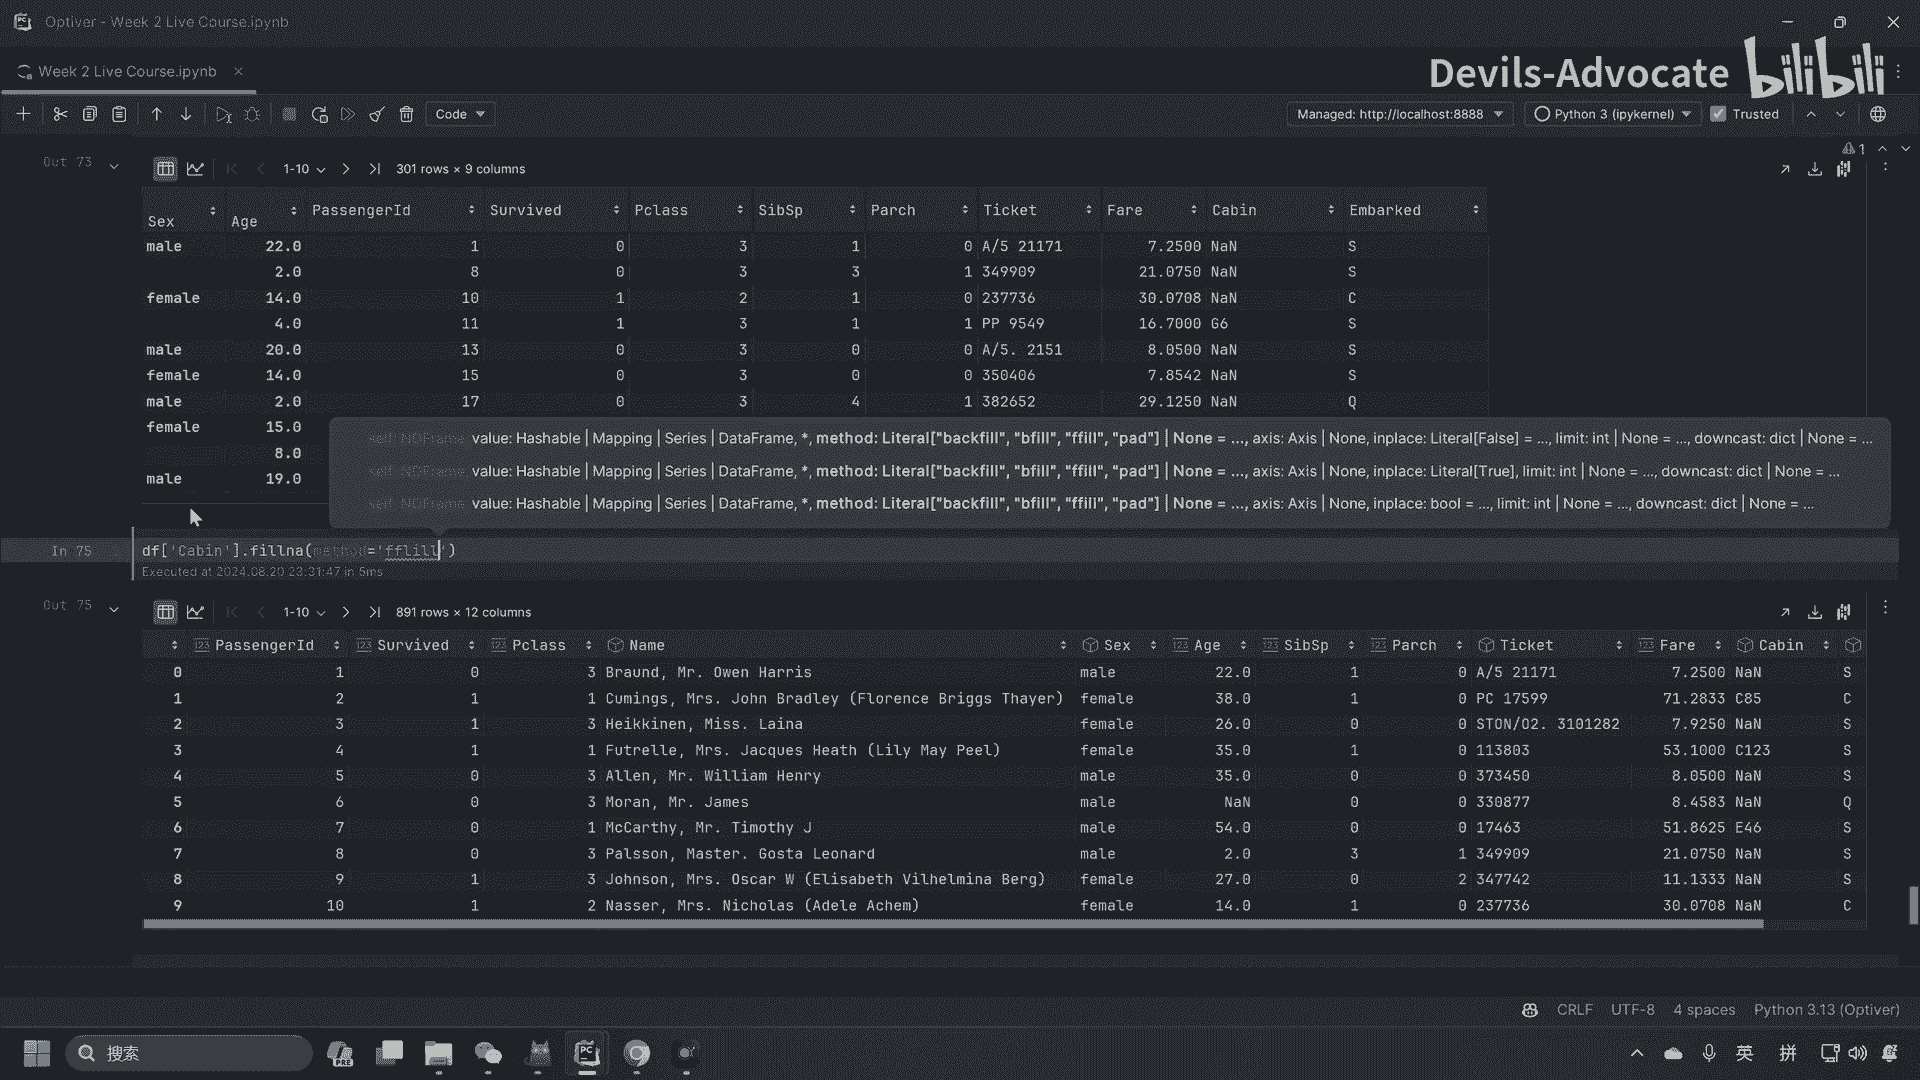 Optiver - Week 2 Live Course.ipynb
Week 2 Live Course.ipynb
Devils-Advocate bilibili
Code
Managed: http://localhost:8888
Python 3 (ipykernel)
Trusted
1
Out 73
1-10
301 rows × 9 columns
Sex Age PassengerId Survived Pclass SibSp Parch Ticket Fare Cabin Embarked
male 22.0 1 0 3 1 0 A/5 21171 7.2500 NaN S
2.0 8 0 3 3 1 349909 21.0750 NaN S
female 14.0 10 1 2 1 0 237736 30.0708 NaN C
4.0 11 1 3 1 1 PP 9549 16.7000 G6 S
male 20.0 13 0 3 0 0 A/5. 2151 8.0500 NaN S
female 14.0 15 0 3 0 0 350406 7.8542 NaN S
male 2.0 17 0 3 4 1 382652 29.1250 NaN Q
female 15.0
8.0
male 19.0
self: NDFrame, value: Hashable | Mapping | Series | DataFrame, *, method: Literal["backfill", "bfill", "ffill", "pad"] | None = ..., axis: Axis | None, inplace: Literal[False] = ..., limit: int | None = ..., downcast: dict | None = ...
self: NDFrame, value: Hashable | Mapping | Series | DataFrame, *, method: Literal["backfill", "bfill", "ffill", "pad"] | None = ..., axis: Axis | None, inplace: Literal[True], limit: int | None = ..., downcast: dict | None = ...
self: NDFrame, value: Hashable | Mapping | Series | DataFrame, *, method: Literal["backfill", "bfill", "ffill", "pad"] | None = ..., axis: Axis | None, inplace: bool = ..., limit: int | None = ..., downcast: dict | None = ...
In 75
df['Cabin'].fillna(method='fflill')
Executed at 2024.08.20 23:31:47 in 5ms
Out 75
1-10
891 rows × 12 columns
PassengerId Survived Pclass Name Sex Age SibSp Parch Ticket Fare Cabin
0 1 0 3 Braund, Mr. Owen Harris male 22.0 1 0 A/5 21171 7.2500 NaN S
1 2 1 1 Cumings, Mrs. John Bradley (Florence Briggs Thayer) female 38.0 1 0 PC 17599 71.2833 C85 C
2 3 1 3 Heikkinen, Miss. Laina female 26.0 0 0 STON/O2. 3101282 7.9250 NaN S
3 4 1 1 Futrelle, Mrs. Jacques Heath (Lily May Peel) female 35.0 1 0 113803 53.1000 C123 S
4 5 0 3 Allen, Mr. William Henry male 35.0 0 0 373450 8.0500 NaN S
5 6 0 3 Moran, Mr. James male NaN 0 0 330877 8.4583 NaN Q
6 7 0 1 McCarthy, Mr. Timothy J male 54.0 0 0 17463 51.8625 E46 S
7 8 0 3 Palsson, Master. Gosta Leonard male 2.0 3 1 349909 21.0750 NaN S
8 9 1 3 Johnson, Mrs. Oscar W (Elisabeth Vilhelmina Berg) female 27.0 0 2 347742 11.1333 NaN S
9 10 1 2 Nasser, Mrs. Nicholas (Adele Achem) female 14.0 1 0 237736 30.0708 NaN C
CRLF UTF-8 4 spaces Python 3.13 (Optiver)
搜索
PRE
PC
英
拼